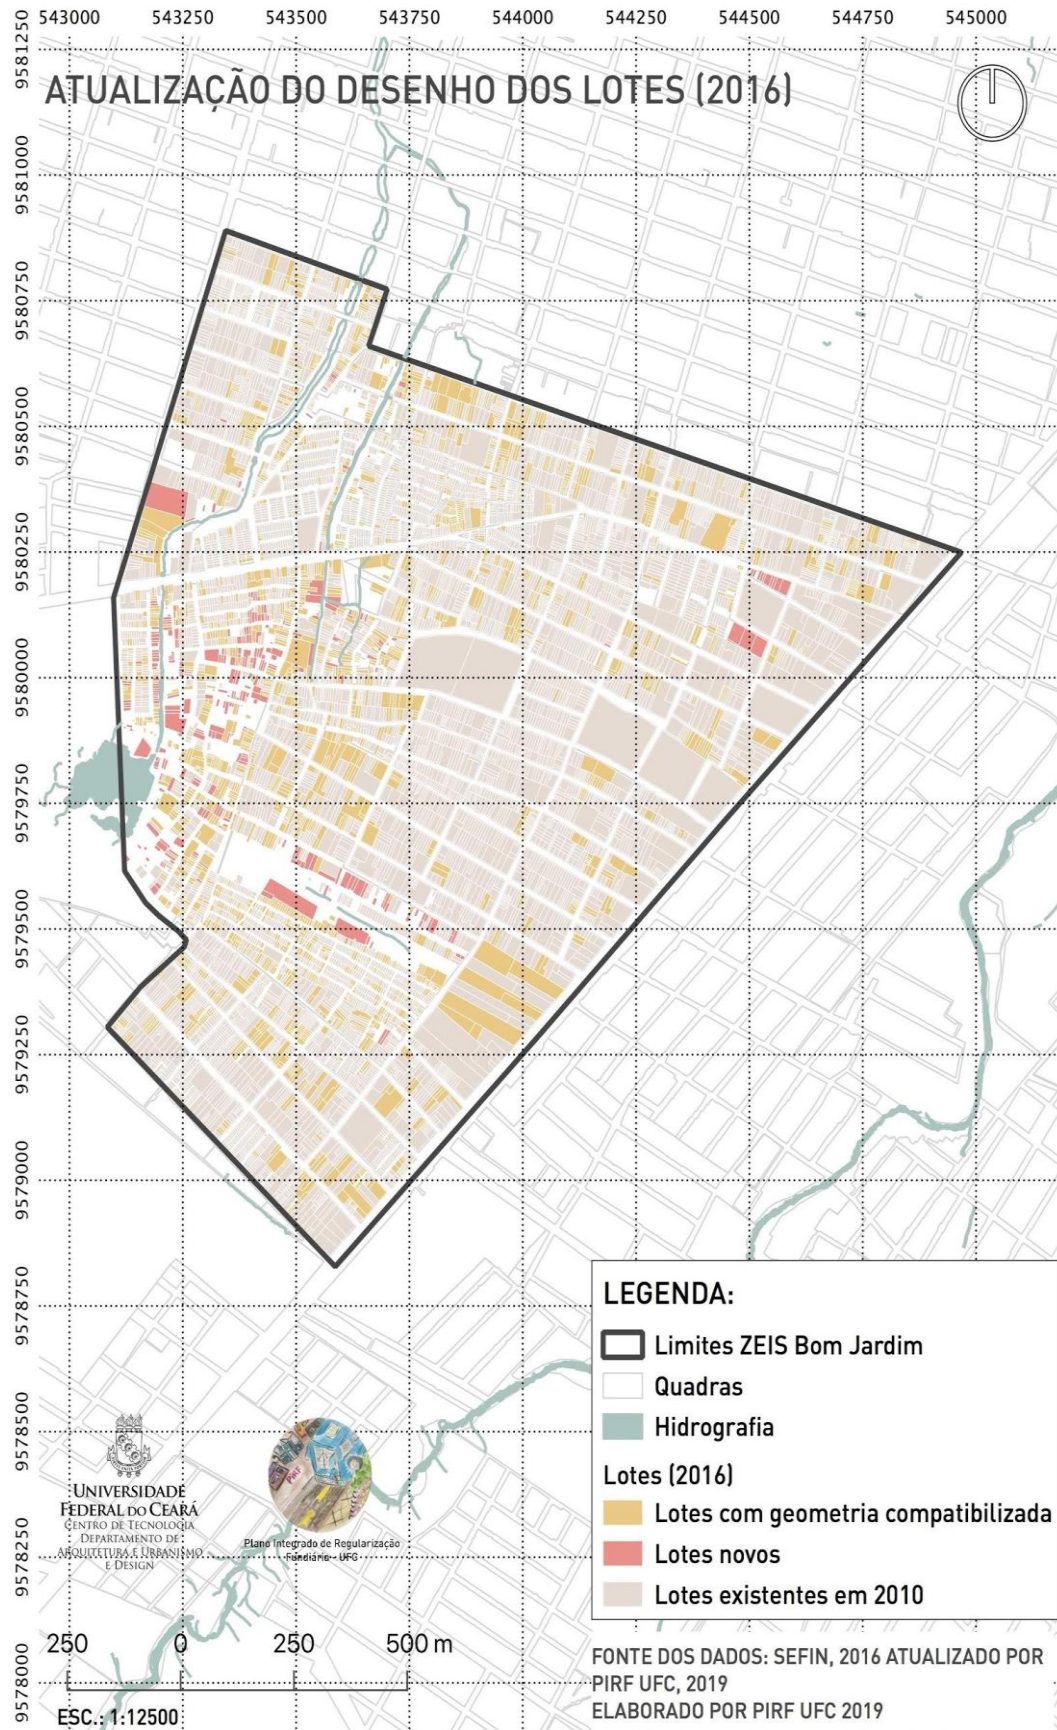 543000 543250 543500 543750 544000 544250 544500 544750 545000
9581250
ATUALIZAÇÃO DO DESENHO DOS LOTES (2016)
9581000
9580750
9580500
9580250
9580000
9579750
9579500
9579250
9579000
9578750
9578500
9578250
9578000
LEGENDA:
Limites ZEIS Bom Jardim
Quadras
Hidrografia
Lotes (2016)
Lotes com geometria compatibilizada
Lotes novos
Lotes existentes em 2010
UNIVERSIDADE
FEDERAL DO CEARÁ
CENTRO DE TECNOLOGIA
DEPARTAMENTO DE
ARQUITETURA E URBANISMO
E DESIGN
PIRF
Plano Integrado de Regularização
Fundiária - UFC
250 0 250 500 m
ESC.: 1:12500
FONTE DOS DADOS: SEFIN, 2016 ATUALIZADO POR
PIRF UFC, 2019
ELABORADO POR PIRF UFC 2019